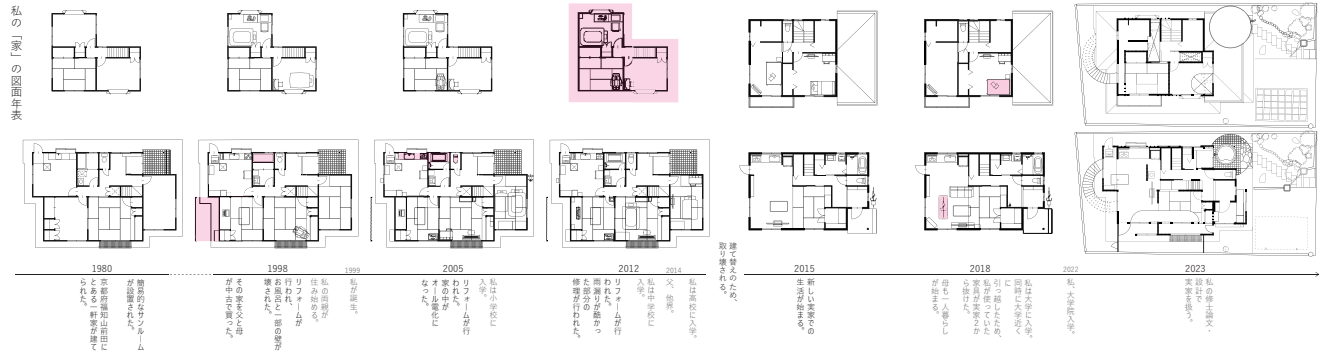 私の「家」の図面年表
1980
簡易的なサンルーム
が設置された。
京都府福知山前田に
とある一軒家が建て
られた。
1998
私の両親が
住み始める。
リフォームが
行われ、
お風呂と一部の壁が
壊された。
その家を父と母
が中古で買った。
1999
私が誕生。
2005
私は小学校に
入学。
リフォームが行
われた。
家の中が
オール電化に
なった。
2012
私は中学校に
入学。
リフォームが行
われた。
雨漏りが酷かっ
た部分の
修理が行われた。
2014
私は高校に入学。
父、他界。
建て替えのため、
取り壊される。
2015
新しい実家での
生活が始まる。
2018
私は大学に入学。
同時に大学近く
に
引っ越したため、
私が使っていた
家具が実家2か
ら抜けた。
母も一人暮らし
が始まる。
2022
私、大学院入学。
2023
私の修士論文・
設計で
実家を扱う。